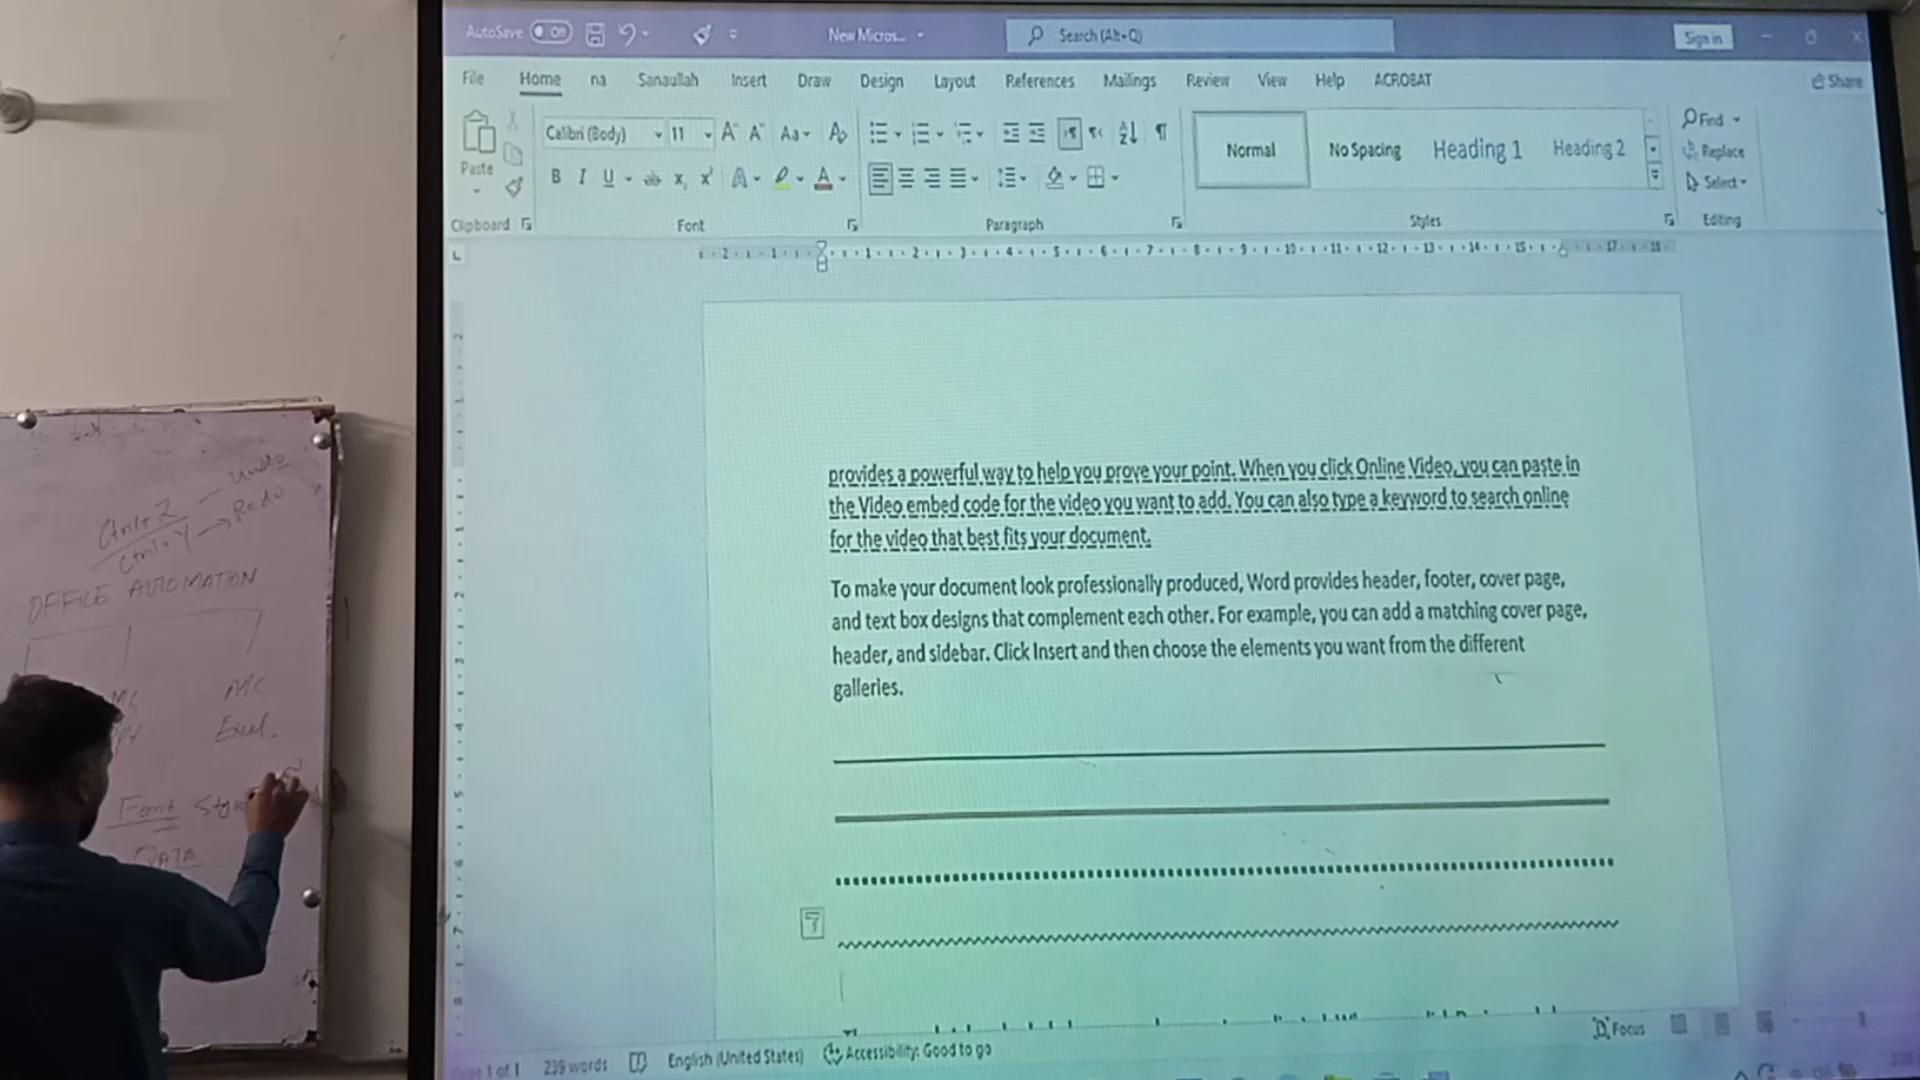 AutoSave Off New Micros... Search (Alt+Q) Sign in
File Home na Sanaullah Insert Draw Design Layout References Mailings Review View Help ACROBAT Share
Paste
Clipboard
Calibri (Body) 11
B I U
Font
Paragraph
Normal No Spacing Heading 1 Heading 2
Styles
Find
Replace
Select
Editing
provides a powerful way to help you prove your point. When you click Online Video, you can paste in
the Video embed code for the video you want to add. You can also type a keyword to search online
for the video that best fits your document.
To make your document look professionally produced, Word provides header, footer, cover page,
and text box designs that complement each other. For example, you can add a matching cover page,
header, and sidebar. Click Insert and then choose the elements you want from the different
galleries.
1 of 1 239 words English (United States) Accessibility: Good to go Focus
Ctrl+Z Undo
Ctrl+Y → Redo
OFFICE AUTOMATION
Excel.
Font